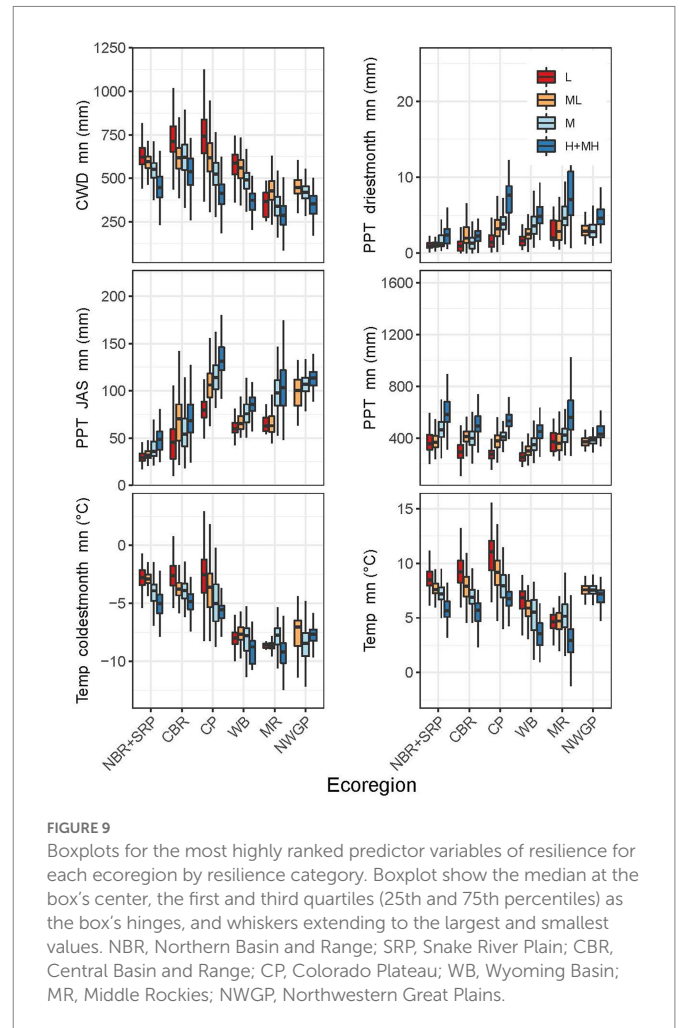 1250
1000
750
500
250
CWD mn (mm)
20
10
0
PPT driestmonth mn (mm)
L
ML
M
H+MH
200
150
100
50
0
PPT JAS mn (mm)
1600
1200
800
400
PPT mn (mm)
0
−5
−10
Temp coldestmonth mn (°C)
15
10
5
0
Temp mn (°C)
NBR+SRP
CBR
CP
WB
MR
NWGP
NBR+SRP
CBR
CP
WB
MR
NWGP
Ecoregion
FIGURE 9
Boxplots for the most highly ranked predictor variables of resilience for
each ecoregion by resilience category. Boxplot show the median at the
box's center, the first and third quartiles (25th and 75th percentiles) as
the box's hinges, and whiskers extending to the largest and smallest
values. NBR, Northern Basin and Range; SRP, Snake River Plain; CBR,
Central Basin and Range; CP, Colorado Plateau; WB, Wyoming Basin;
MR, Middle Rockies; NWGP, Northwestern Great Plains.